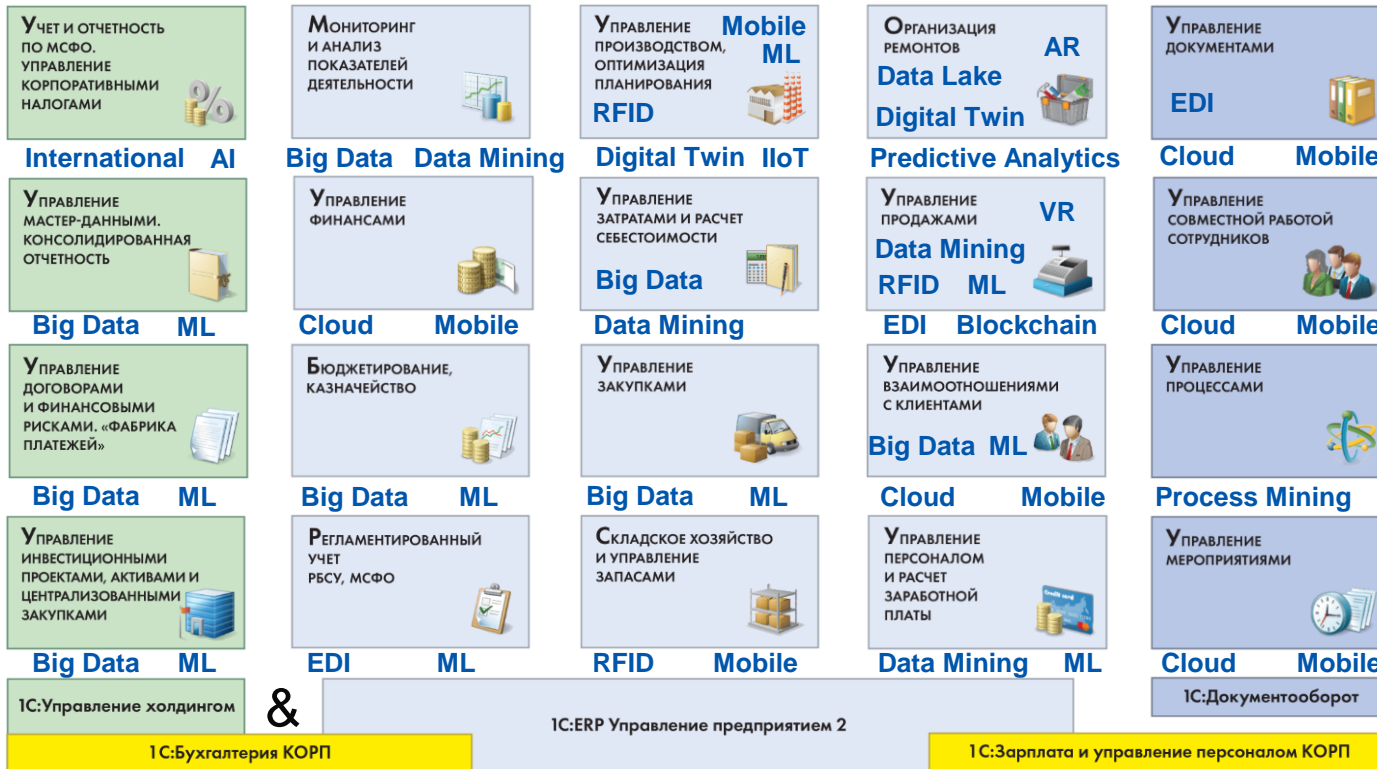 Учет и отчетность
по МСФО.
Управление
корпоративными
налогами
International AI
Мониторинг
и анализ
показателей
деятельности
Big Data Data Mining
Управление
производством,
оптимизация
планирования
Mobile
ML
RFID
Digital Twin IIoT
Организация
ремонтов
AR
Data Lake
Digital Twin
Predictive Analytics
Управление
документами
EDI
Cloud Mobile
Управление
мастер-данными.
Консолидированная
отчетность
Big Data ML
Управление
финансами
Cloud Mobile
Управление
затратами и расчет
себестоимости
Big Data
Data Mining
Управление
продажами
VR
Data Mining
RFID ML
EDI Blockchain
Управление
совместной работой
сотрудников
Cloud Mobile
Управление
договорами
и финансовыми
рисками. «Фабрика
платежей»
Big Data ML
Бюджетирование,
казначейство
Big Data ML
Управление
закупками
Big Data ML
Управление
взаимоотношениями
с клиентами
Big Data ML
Cloud Mobile
Управление
процессами
Process Mining
Управление
инвестиционными
проектами, активами и
централизованными
закупками
Big Data ML
Регламентированный
учет
РБСУ, МСФО
EDI ML
Складское хозяйство
и управление
запасами
RFID Mobile
Управление
персоналом
и расчет
заработной
платы
Credit card
Data Mining ML
Управление
мероприятиями
Cloud Mobile
1С:Управление холдингом
&
1С:ERP Управление предприятием 2
1С:Документооборот
1С:Бухгалтерия КОРП
1С:Зарплата и управление персоналом КОРП